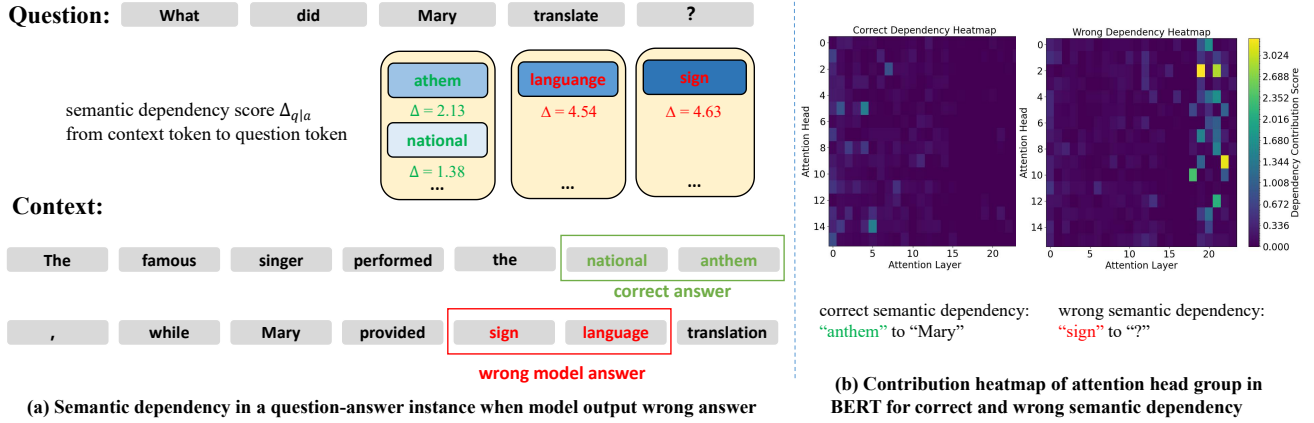 Question: What did Mary translate ?
semantic dependency score Δq|a
from context token to question token
athem
Δ = 2.13
national
Δ = 1.38
...
languange
Δ = 4.54
...
sign
Δ = 4.63
...
Context:
The famous singer performed the national anthem
correct answer
, while Mary provided sign language translation
wrong model answer
(a) Semantic dependency in a question-answer instance when model output wrong answer
Correct Dependency Heatmap
Attention Head
0
2
4
6
8
10
12
14
0 5 10 15 20
Attention Layer
Wrong Dependency Heatmap
0
2
4
6
8
10
12
14
0 5 10 15 20
Attention Layer
3.024
2.688
2.352
2.016
1.680
1.344
1.008
0.672
0.336
0.000
Dependency Contribution Score
correct semantic dependency:
“anthem” to “Mary”
wrong semantic dependency:
“sign” to “?”
(b) Contribution heatmap of attention head group in
BERT for correct and wrong semantic dependency